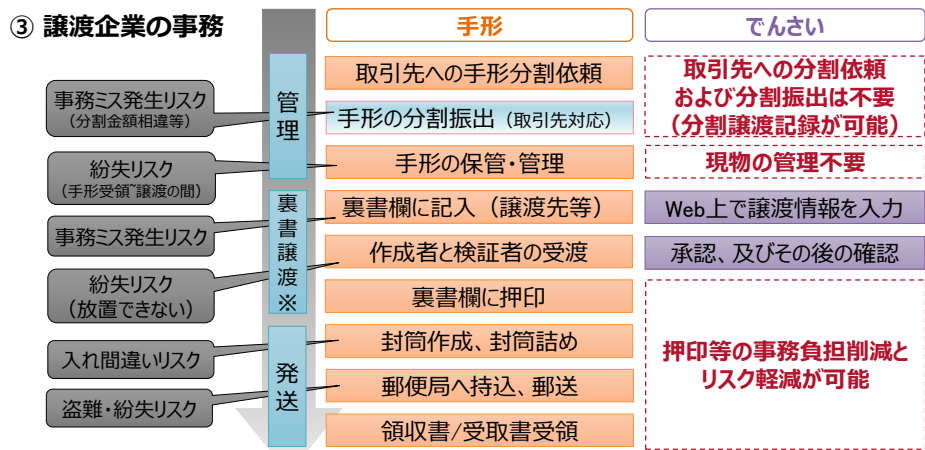 ③ 譲渡企業の事務
手形
でんさい
管理
取引先への手形分割依頼
手形の分割振出（取引先対応）
手形の保管・管理
事務ミス発生リスク
（分割金額相違等）
紛失リスク
（手形受領~譲渡の間）
取引先への分割依頼
および分割振出は不要
（分割譲渡記録が可能）
現物の管理不要
裏書譲渡※
裏書欄に記入（譲渡先等）
作成者と検証者の受渡
裏書欄に押印
事務ミス発生リスク
紛失リスク
（放置できない）
Web上で譲渡情報を入力
承認、及びその後の確認
発送
封筒作成、封筒詰め
郵便局へ持込、郵送
領収書/受取書受領
入れ間違いリスク
盗難・紛失リスク
押印等の事務負担削減と
リスク軽減が可能